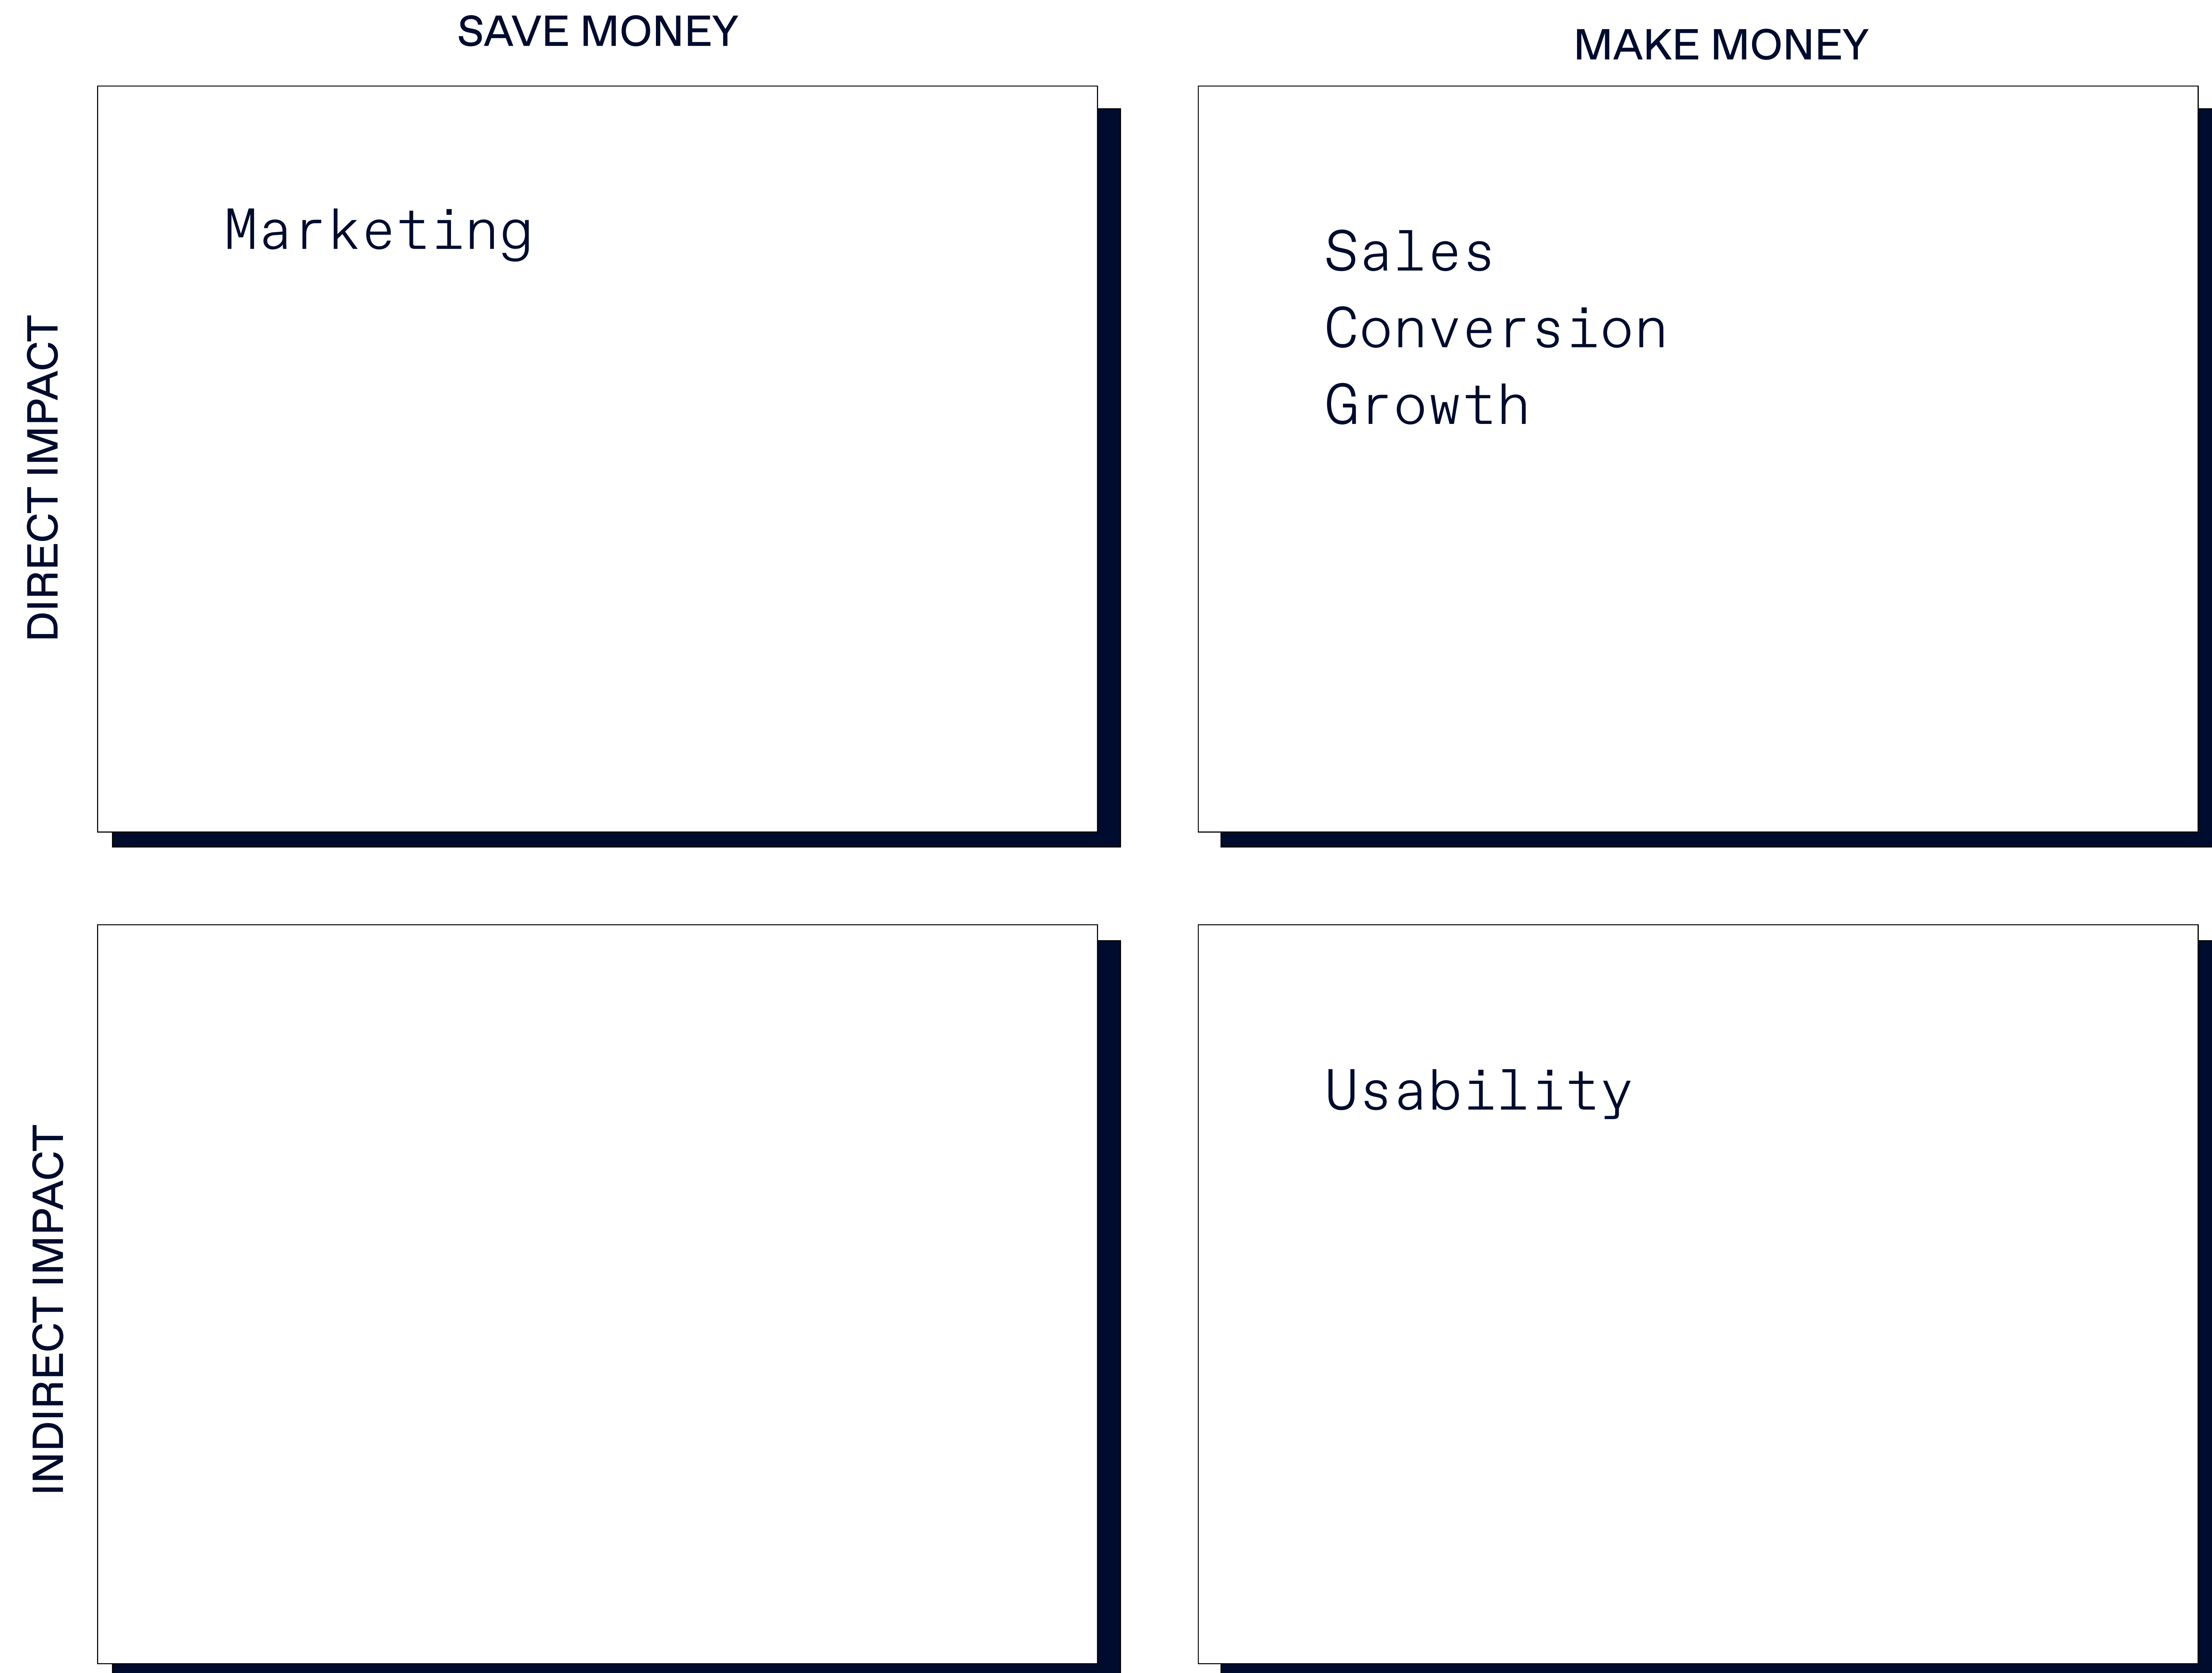 SAVE MONEY
MAKE MONEY
DIRECT IMPACT
Marketing
Sales
Conversion
Growth
INDIRECT IMPACT
Usability